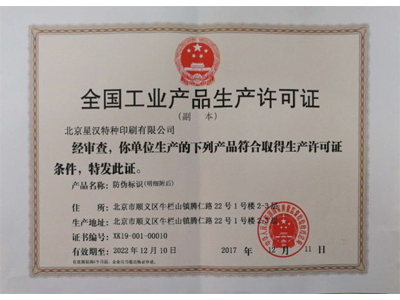 全国工业产品生产许可证
(副 本)
北京星汉特种印刷有限公司
经审查,你单位生产的下列产品符合取得生产许可证
条件,特发此证。
产品名称:防伪标识(明细附后)
住 所:北京市顺义区牛栏山镇腾仁路22号1号楼2-3层
生产地址:北京市顺义区牛栏山镇腾仁路22号1号楼2-3层
证书编号:XK19-001-00010
有效期至:2022年12月10日 2017 年 12 月 11 日